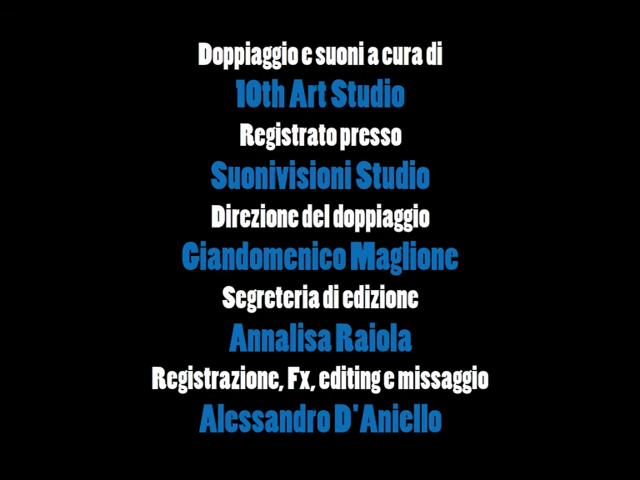 Doppiaggio e suoni a cura di
10th Art Studio
Registrato presso
Suonivisioni Studio
Direzione del doppiaggio
Giandomenico Maglione
Segreteria di edizione
Annalisa Raiola
Registrazione, Fx, editing e missaggio
Alessandro D'Aniello